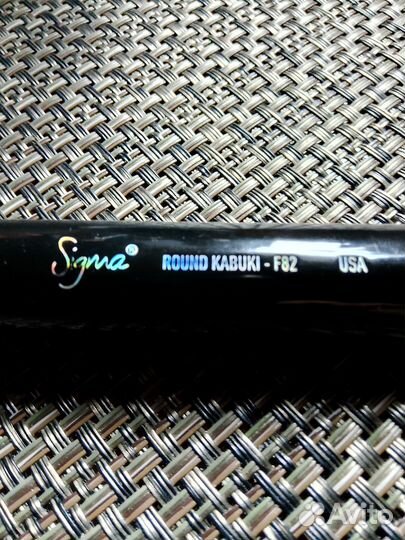 Sigma® ROUND KABUKI - F82 USA
Avito